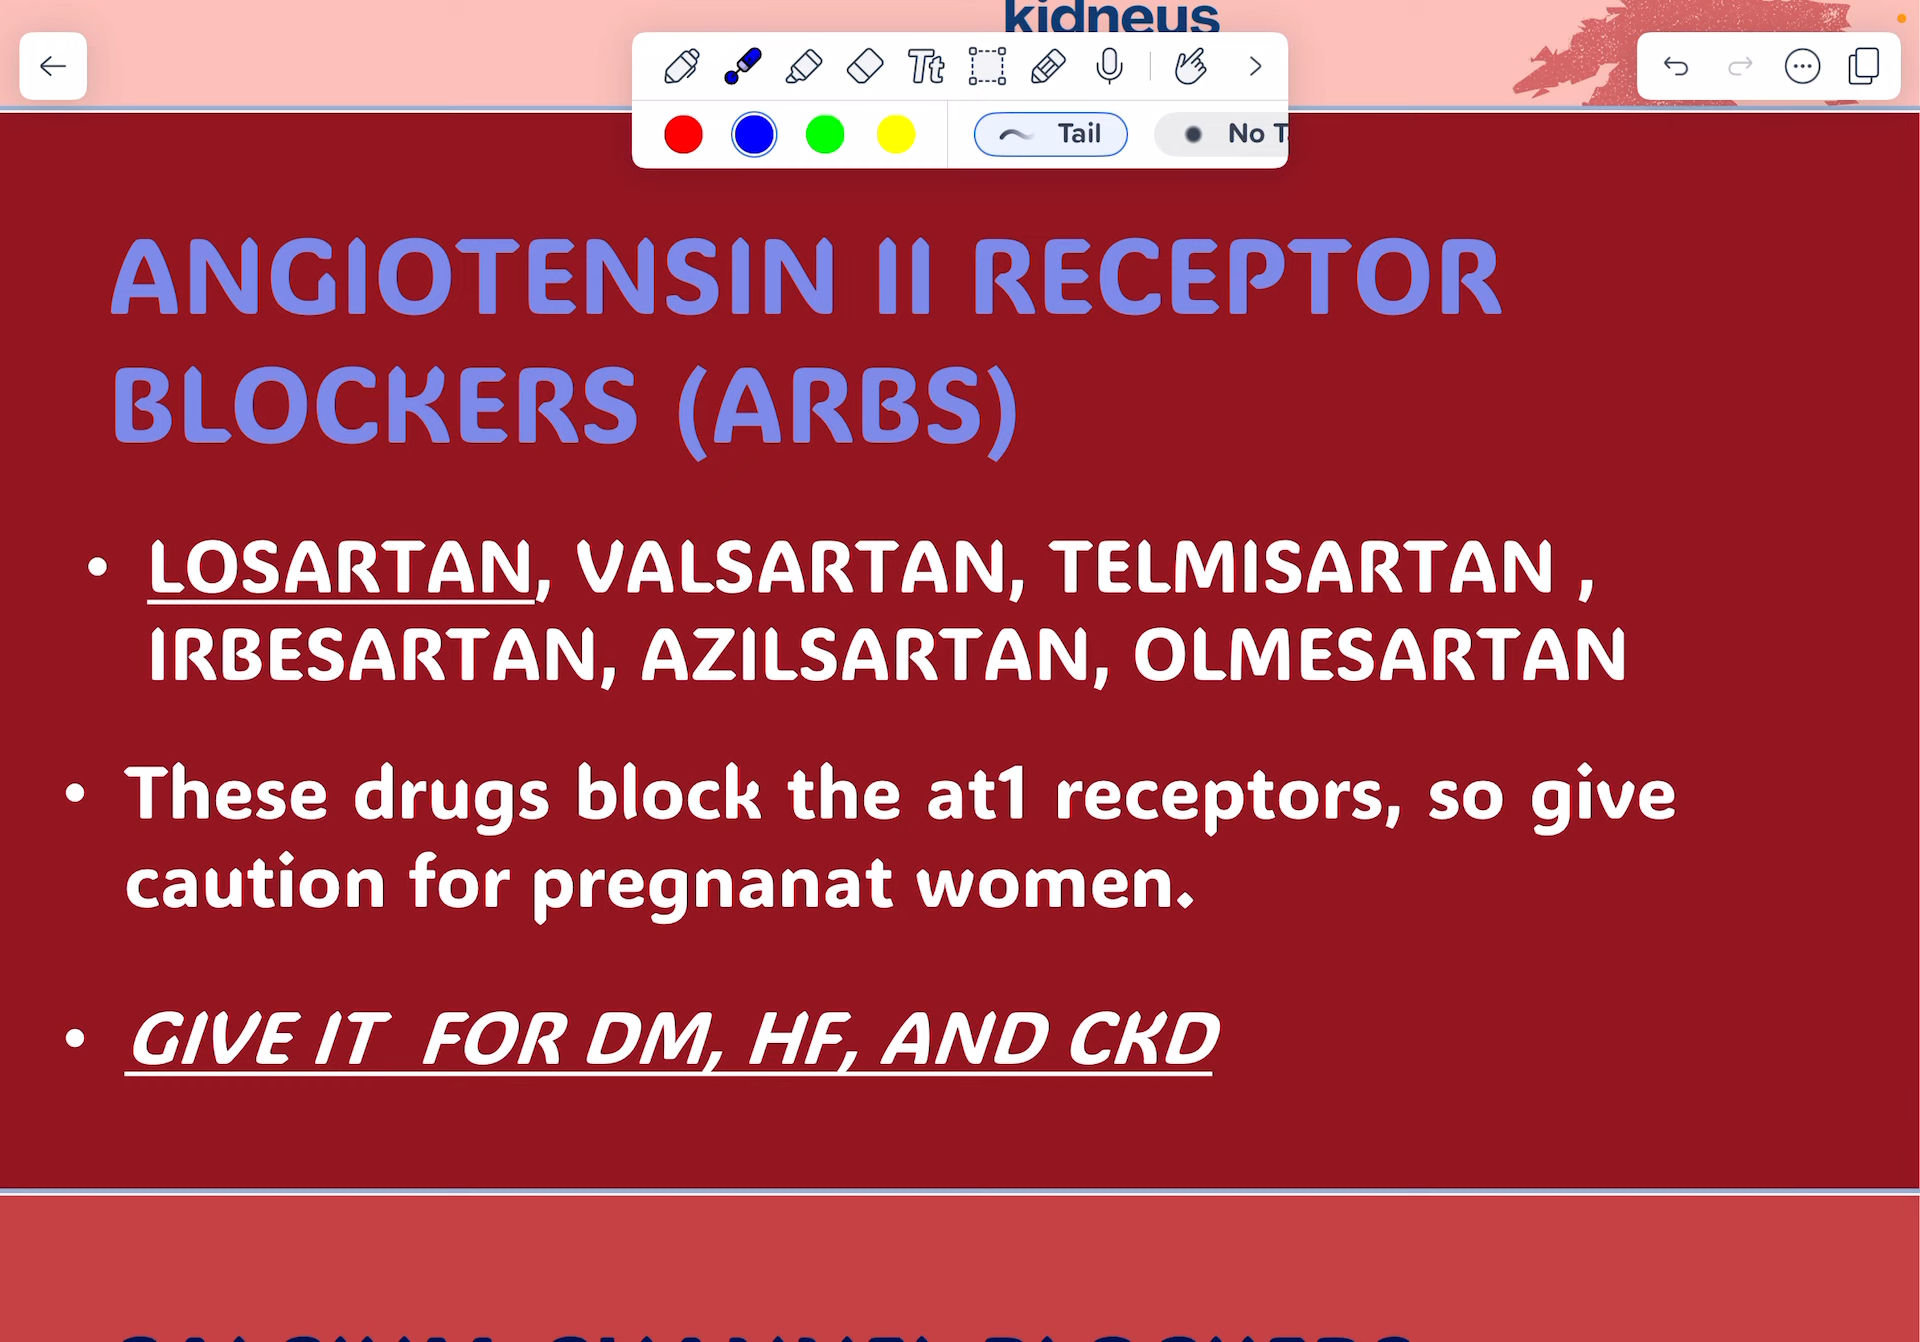 kidneus
Tt
Tail
No T
ANGIOTENSIN II RECEPTOR
BLOCKERS (ARBS)
• LOSARTAN, VALSARTAN, TELMISARTAN ,
IRBESARTAN, AZILSARTAN, OLMESARTAN
• These drugs block the at1 receptors, so give
caution for pregnanat women.
• GIVE IT FOR DM, HF, AND CKD